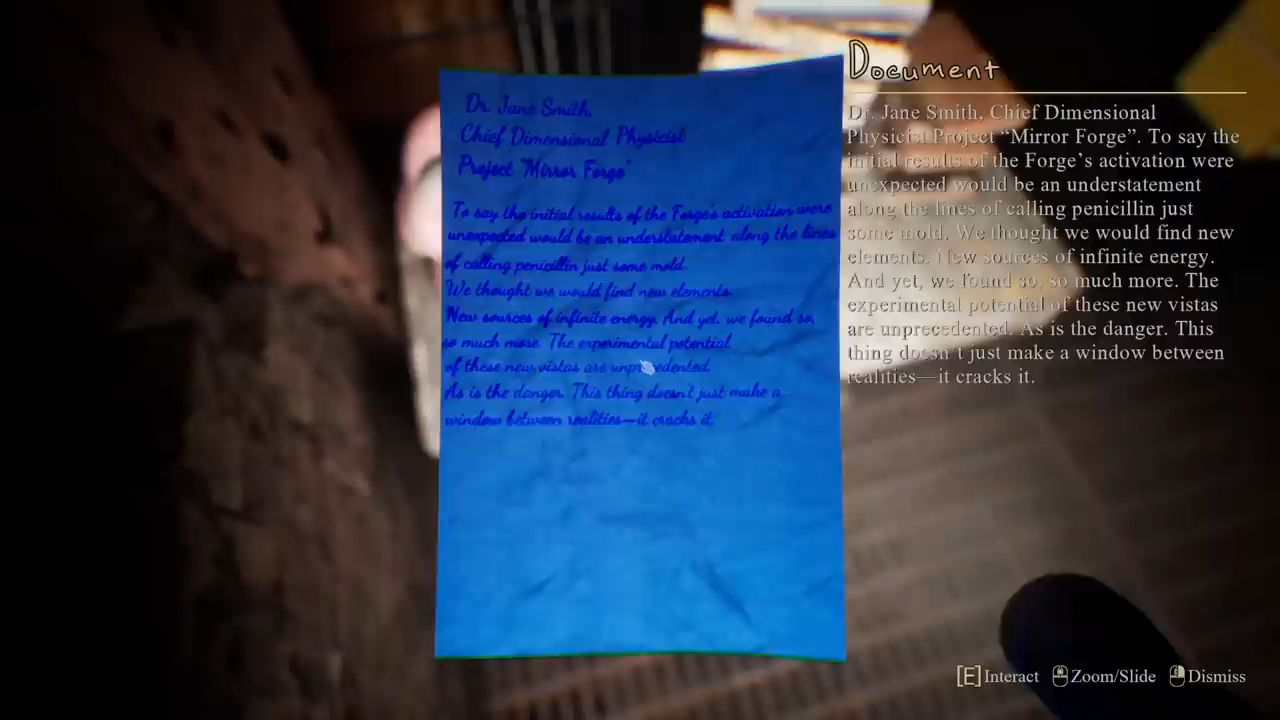 Dr. Jane Smith,
Chief Dimensional Physicist
Project "Mirror Forge"
To say the initial results of the Forge's activation were
unexpected would be an understatement along the lines
of calling penicillin just some mold.
We thought we would find new elements.
New sources of infinite energy. And yet, we found so,
so much more. The experimental potential
of these new vistas are unprecedented.
As is the danger. This thing doesn't just make a
window between realities—it cracks it.
Document
Dr. Jane Smith, Chief Dimensional
Physicist Project “Mirror Forge”. To say the
initial results of the Forge's activation were
unexpected would be an understatement
along the lines of calling penicillin just
some mold. We thought we would find new
elements. New sources of infinite energy.
And yet, we found so, so much more. The
experimental potential of these new vistas
are unprecedented. As is the danger. This
thing doesn't just make a window between
realities—it cracks it.
[E]Interact Zoom/Slide Dismiss